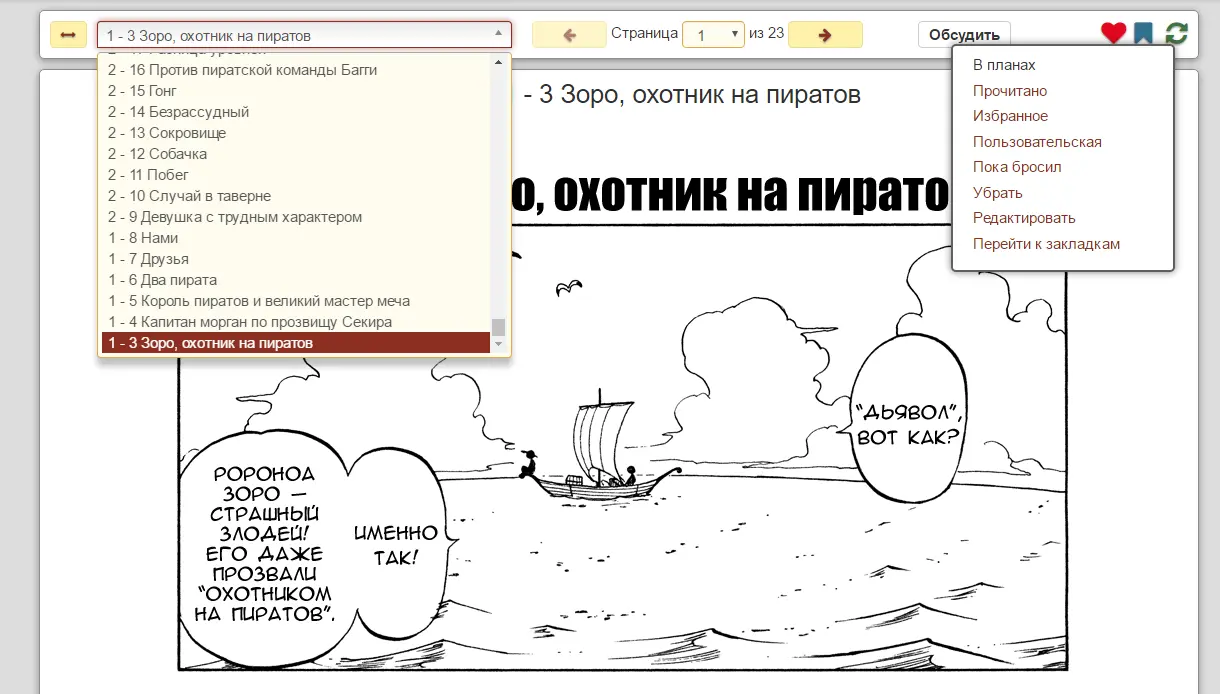 1 - 3 Зоро, охотник на пиратов
Страница 1 из 23
Обсудить
В планах
Прочитано
Избранное
Пользовательская
Пока бросил
Убрать
Редактировать
Перейти к закладкам
2 - 16 Против пиратской команды Багги
2 - 15 Гонг
2 - 14 Безрассудный
2 - 13 Сокровище
2 - 12 Собачка
2 - 11 Побег
2 - 10 Случай в таверне
2 - 9 Девушка с трудным характером
1 - 8 Нами
1 - 7 Друзья
1 - 6 Два пирата
1 - 5 Король пиратов и великий мастер меча
1 - 4 Капитан морган по прозвищу Секира
1 - 3 Зоро, охотник на пиратов
- 3 Зоро, охотник на пиратов
о, охотник на пирато
"ДЬЯВОЛ",
ВОТ КАК?
ИМЕННО
ТАК!
РОРОНОА
ЗОРО —
СТРАШНЫЙ
ЗЛОДЕЙ!
ЕГО ДАЖЕ
ПРОЗВАЛИ
"ОХОТНИКОМ
НА ПИРАТОВ".